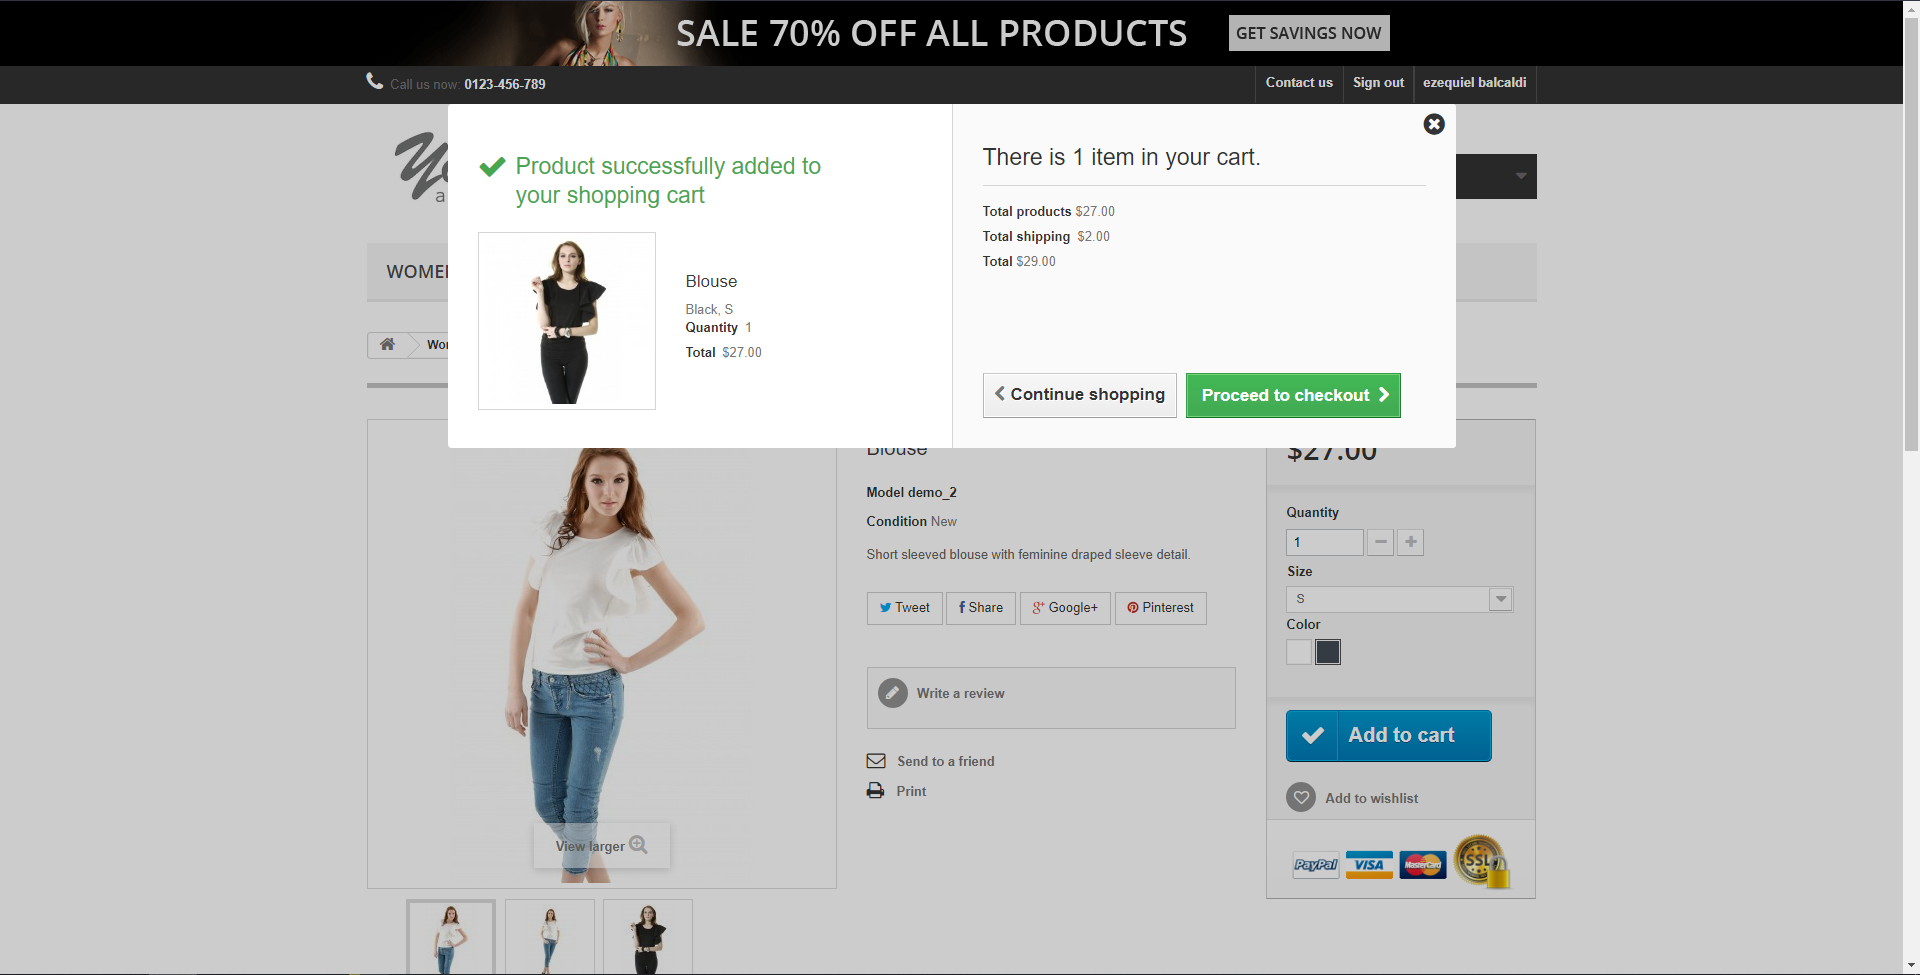 SALE 70% OFF ALL PRODUCTS
GET SAVINGS NOW
Call us now: 0123-456-789
Contact us
Sign out
ezequiel balcaldi
Product successfully added to
your shopping cart
Blouse
Black, S
Quantity 1
Total $27.00
There is 1 item in your cart.
Total products $27.00
Total shipping $2.00
Total $29.00
Continue shopping
Proceed to checkout
Blouse
Model demo_2
Condition New
Short sleeved blouse with feminine draped sleeve detail.
Tweet
Share
Google+
Pinterest
Write a review
Send to a friend
Print
View larger
$27.00
Quantity
1
Size
S
Color
Add to cart
Add to wishlist
PayPal
VISA
MasterCard
SSL